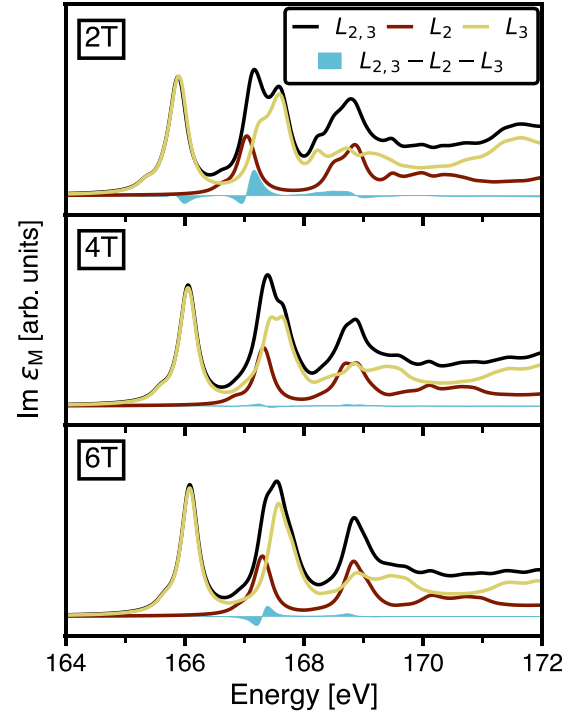 2T
L₂,₃ L₂ L₃
L₂,₃ − L₂ − L₃
4T
6T
Im ε_M [arb. units]
164 166 168 170 172
Energy [eV]